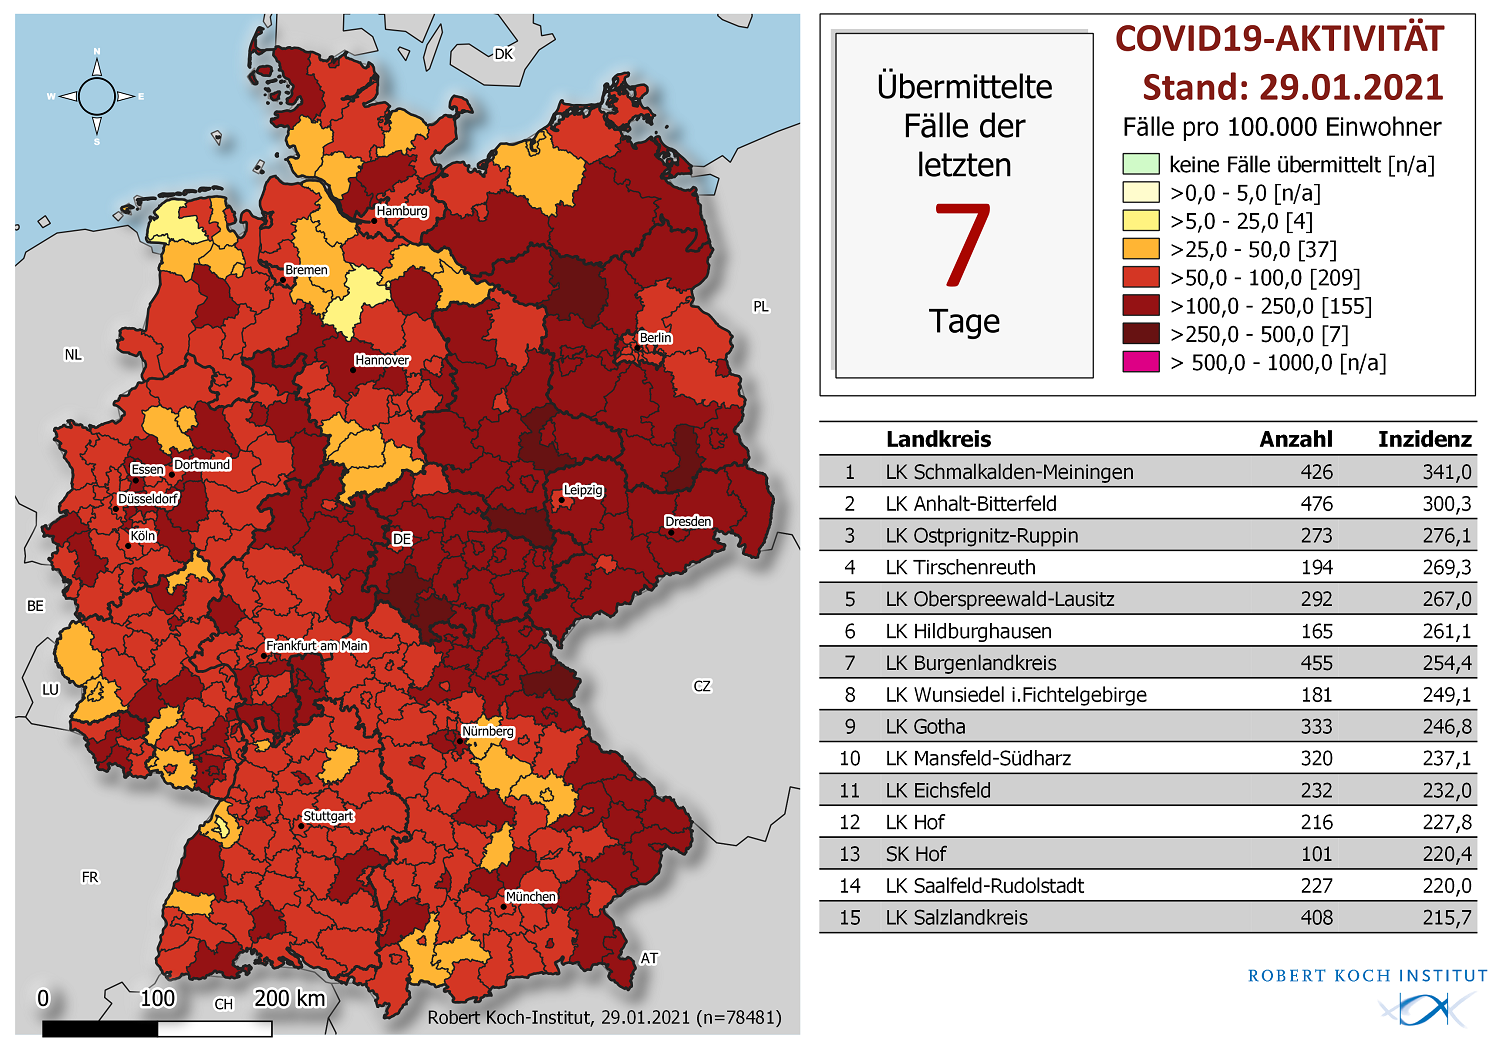 COVID19-AKTIVITÄT
Stand: 29.01.2021
Übermittelte
Fälle der
letzten
7
Tage
Fälle pro 100.000 Einwohner
keine Fälle übermittelt [n/a]
>0,0 - 5,0 [n/a]
>5,0 - 25,0 [4]
>25,0 - 50,0 [37]
>50,0 - 100,0 [209]
>100,0 - 250,0 [155]
>250,0 - 500,0 [7]
> 500,0 - 1000,0 [n/a]
Landkreis Anzahl Inzidenz
1 LK Schmalkalden-Meiningen 426 341,0
2 LK Anhalt-Bitterfeld 476 300,3
3 LK Ostprignitz-Ruppin 273 276,1
4 LK Tirschenreuth 194 269,3
5 LK Oberspreewald-Lausitz 292 267,0
6 LK Hildburghausen 165 261,1
7 LK Burgenlandkreis 455 254,4
8 LK Wunsiedel i.Fichtelgebirge 181 249,1
9 LK Gotha 333 246,8
10 LK Mansfeld-Südharz 320 237,1
11 LK Eichsfeld 232 232,0
12 LK Hof 216 227,8
13 SK Hof 101 220,4
14 LK Saalfeld-Rudolstadt 227 220,0
15 LK Salzlandkreis 408 215,7
ROBERT KOCH INSTITUT
N
W E
S
DK
Hamburg
Bremen
PL
Berlin
NL
Hannover
Essen
Dortmund
Düsseldorf
Leipzig
Dresden
Köln
DE
BE
Frankfurt am Main
LU
CZ
Nürnberg
Stuttgart
FR
München
AT
CH
0 100 200 km
Robert Koch-Institut, 29.01.2021 (n=78481)